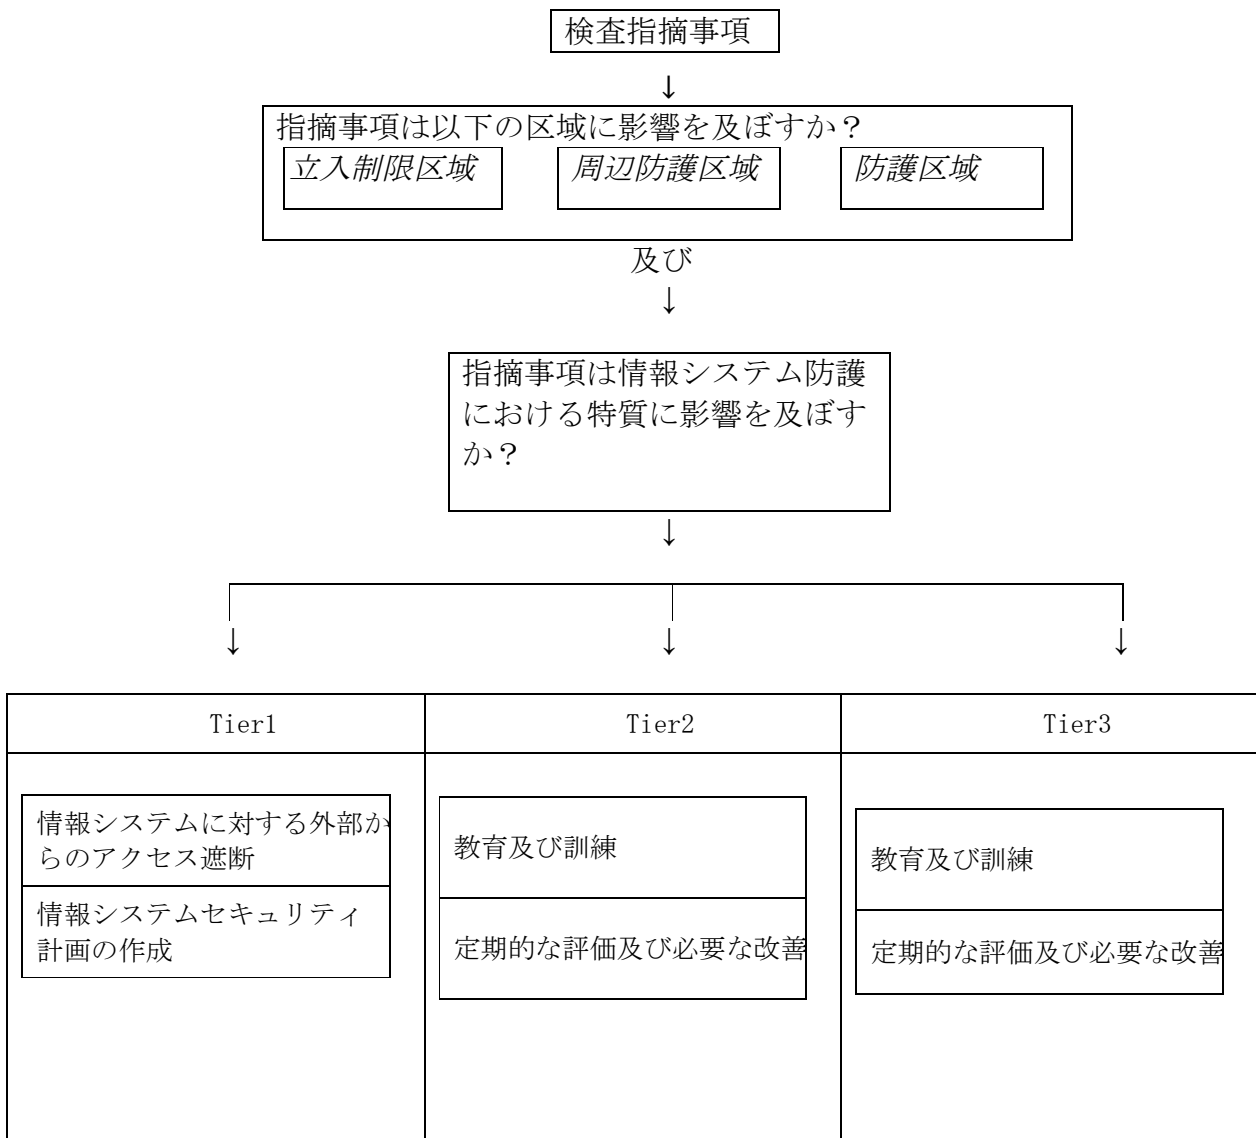 検査指摘事項
↓
指摘事項は以下の区域に影響を及ぼすか？
立入制限区域 周辺防護区域 防護区域
及び
↓
指摘事項は情報システム防護
における特質に影響を及ぼす
か？
↓
↓ ↓ ↓
Tier1 Tier2 Tier3
情報システムに対する外部か
らのアクセス遮断
情報システムセキュリティ
計画の作成
教育及び訓練
定期的な評価及び必要な改善
教育及び訓練
定期的な評価及び必要な改善